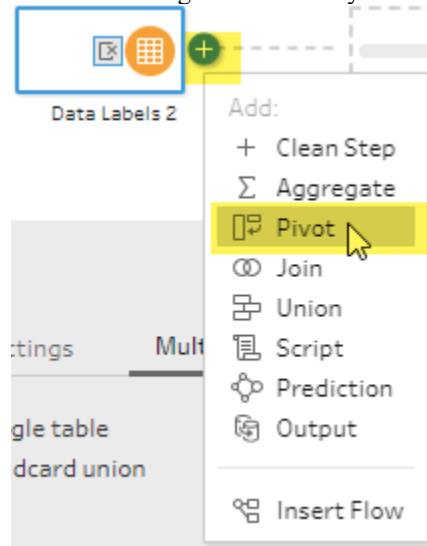 Data Labels 2
Add:
Clean Step
Aggregate
Pivot
Join
Union
Script
Prediction
Output
Insert Flow
ttings Mult
gle table
dcard union